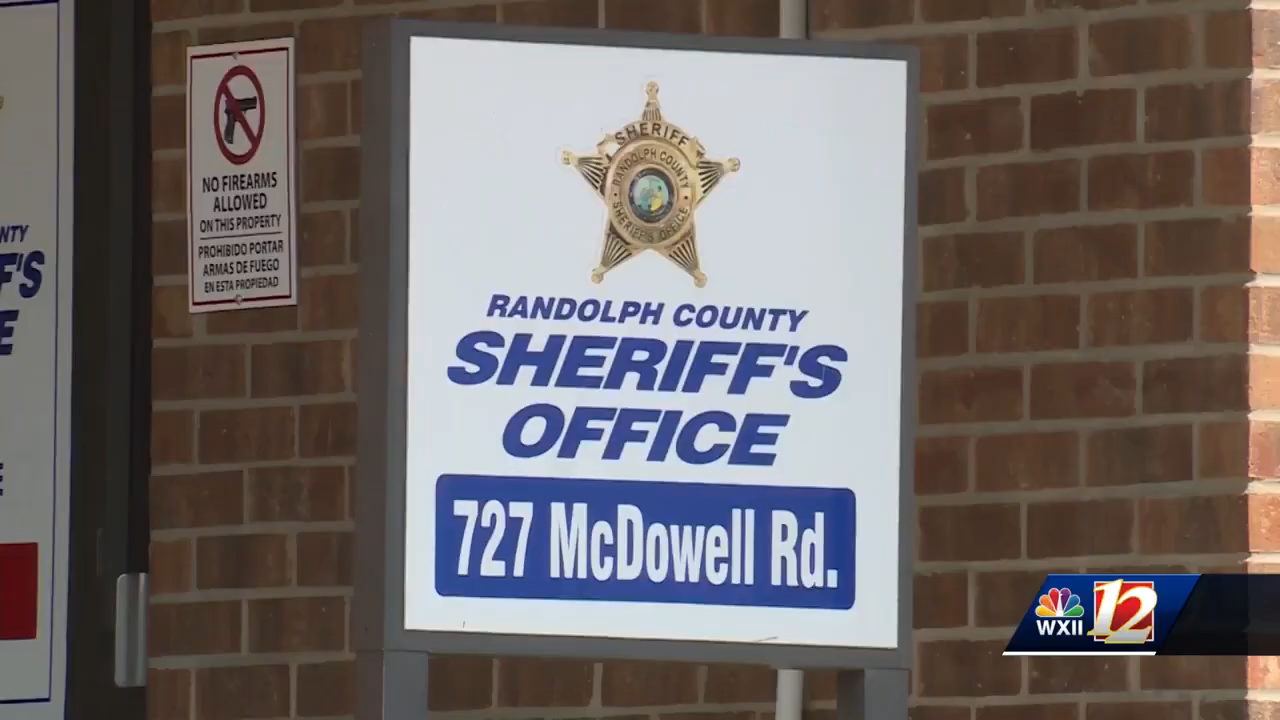 NO FIREARMS
ALLOWED
ON THIS PROPERTY
PROHIBIDO PORTAR
ARMAS DE FUEGO
EN ESTA PROPIEDAD
SHERIFF
RANDOLPH COUNTY
SHERIFF'S OFFICE
RANDOLPH COUNTY
SHERIFF'S
OFFICE
727 McDowell Rd.
NTY
F'S
E
E
WXII 12